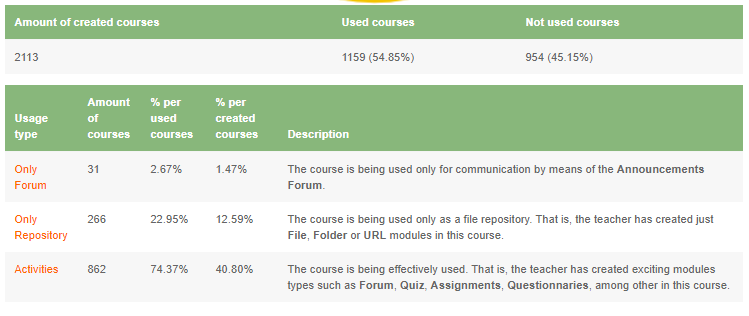 Amount of created courses Used courses Not used courses
2113 1159 (54.85%) 954 (45.15%)
Amount % per % per
Usage of used created
type courses courses courses Description
Only 31 2.67% 1.47% The course is being used only for communication by means of the Announcements
Forum Forum.
Only 266 22.95% 12.59% The course is being used only as a file repository. That is, the teacher has created just
Repository File, Folder or URL modules in this course.
Activities 862 74.37% 40.80% The course is being effectively used. That is, the teacher has created exciting modules
types such as Forum, Quiz, Assignments, Questionnaries, among other in this course.